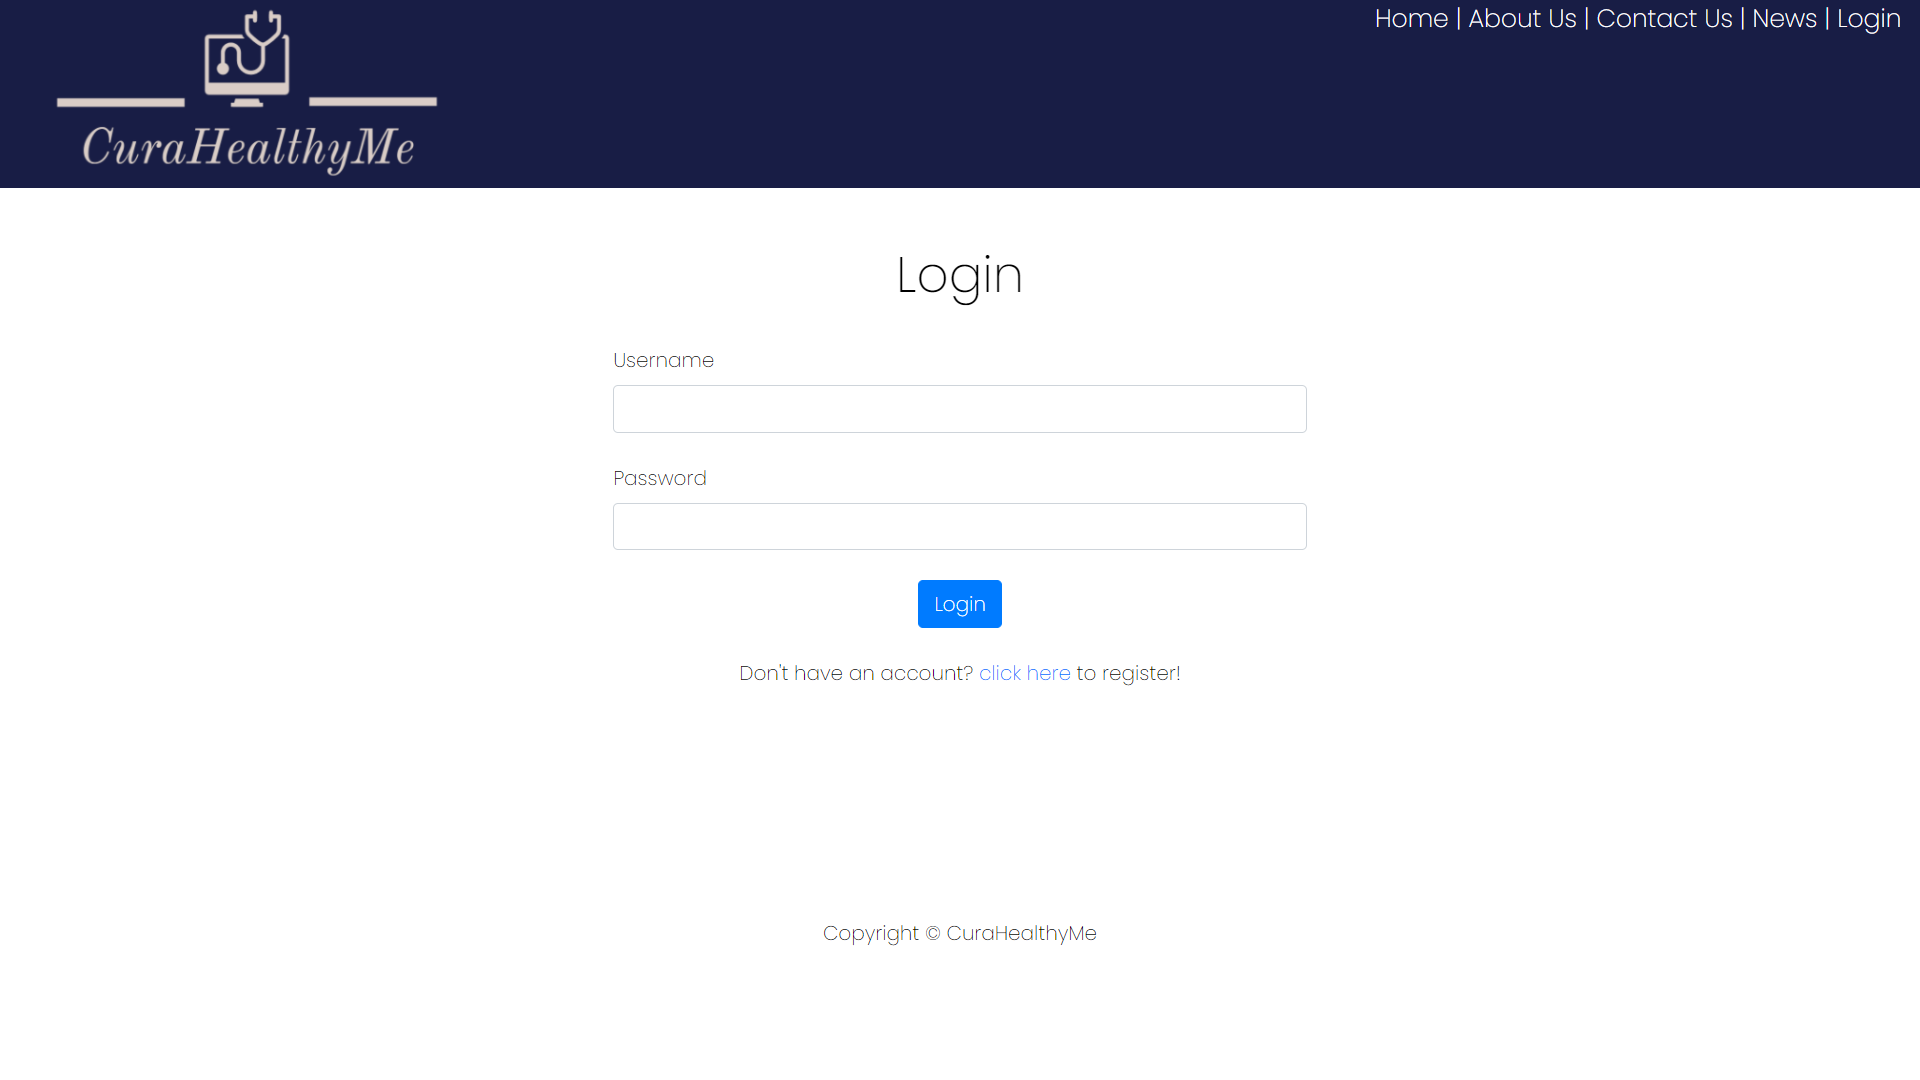 Home | About Us | Contact Us | News | Login
CuraHealthyMe
Login
Username
Password
Login
Don't have an account? click here to register!
Copyright © CuraHealthyMe